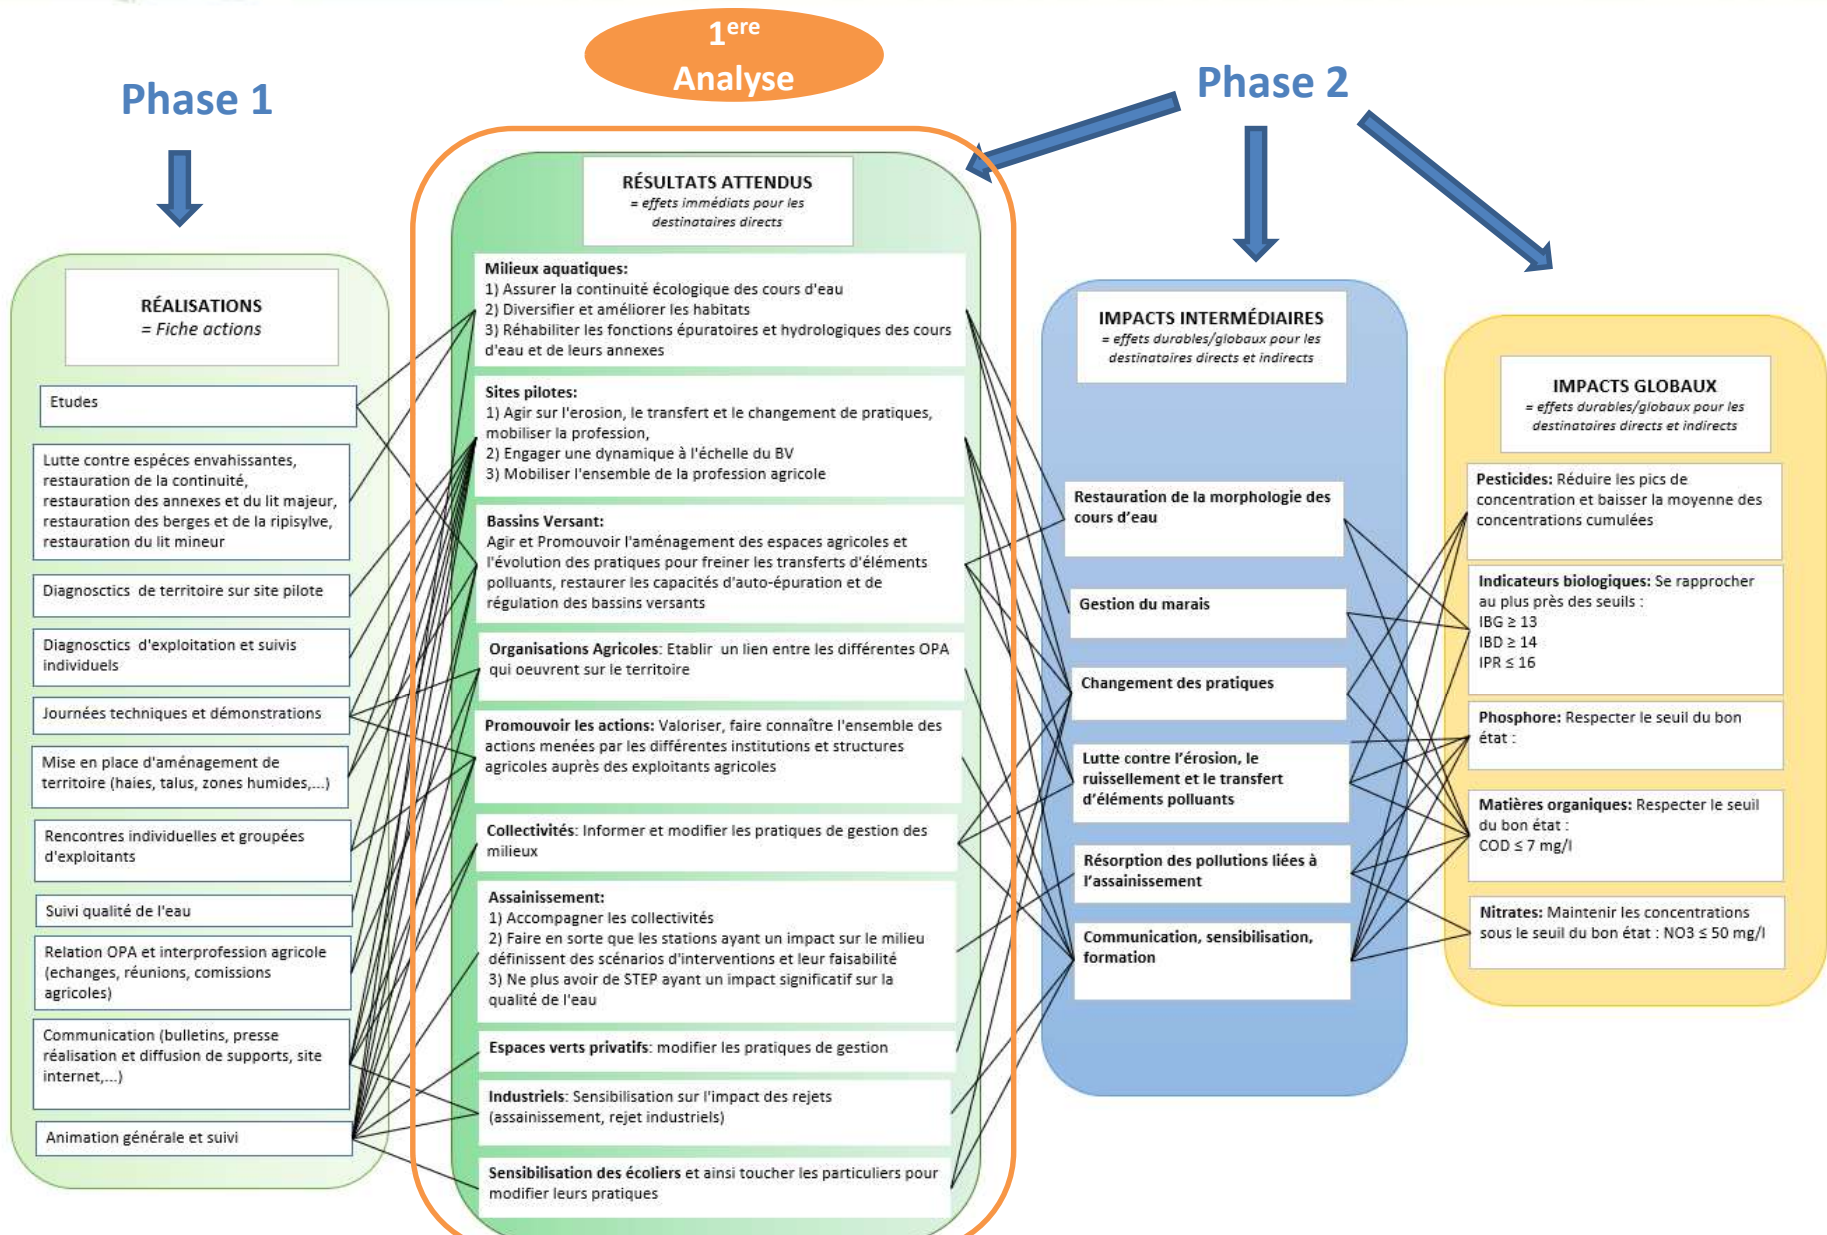 1ere
Analyse
Phase 1
Phase 2
RÉALISATIONS
= Fiche actions
Etudes
Lutte contre espéces envahissantes,
restauration de la continuité,
restauration des annexes et du lit majeur,
restauration des berges et de la ripisylve,
restauration du lit mineur
Diagnosctics de territoire sur site pilote
Diagnosctics d'exploitation et suivis
individuels
Journées techniques et démonstrations
Mise en place d'aménagement de
territoire (haies, talus, zones humides,...)
Rencontres individuelles et groupées
d'exploitants
Suivi qualité de l'eau
Relation OPA et interprofession agricole
(echanges, réunions, comissions
agricoles)
Communication (bulletins, presse
réalisation et diffusion de supports, site
internet,...)
Animation générale et suivi
RÉSULTATS ATTENDUS
= effets immédiats pour les
destinataires directs
Milieux aquatiques:
1) Assurer la continuité écologique des cours d'eau
2) Diversifier et améliorer les habitats
3) Réhabiliter les fonctions épuratoires et hydrologiques des cours
d'eau et de leurs annexes
Sites pilotes:
1) Agir sur l'erosion, le transfert et le changement de pratiques,
mobiliser la profession,
2) Engager une dynamique à l'échelle du BV
3) Mobiliser l'ensemble de la profession agricole
Bassins Versant:
Agir et Promouvoir l'aménagement des espaces agricoles et
l'évolution des pratiques pour freiner les transferts d'éléments
polluants, restaurer les capacités d'auto-épuration et de
régulation des bassins versants
Organisations Agricoles: Etablir un lien entre les différentes OPA
qui oeuvrent sur le territoire
Promouvoir les actions: Valoriser, faire connaître l'ensemble des
actions menées par les différentes institutions et structures
agricoles auprès des exploitants agricoles
Collectivités: Informer et modifier les pratiques de gestion des
milieux
Assainissement:
1) Accompagner les collectivités
2) Faire en sorte que les stations ayant un impact sur le milieu
définissent des scénarios d'interventions et leur faisabilité
3) Ne plus avoir de STEP ayant un impact significatif sur la
qualité de l'eau
Espaces verts privatifs: modifier les pratiques de gestion
Industriels: Sensibilisation sur l'impact des rejets
(assainissement, rejet industriels)
Sensibilisation des écoliers et ainsi toucher les particuliers pour
modifier leurs pratiques
IMPACTS INTERMÉDIAIRES
= effets durables/globaux pour les
destinataires directs et indirects
Restauration de la morphologie des
cours d'eau
Gestion du marais
Changement des pratiques
Lutte contre l'érosion, le
ruissellement et le transfert
d'éléments polluants
Résorption des pollutions liées à
l'assainissement
Communication, sensibilisation,
formation
IMPACTS GLOBAUX
= effets durables/globaux pour les
destinataires directs et indirects
Pesticides: Réduire les pics de
concentration et baisser la moyenne des
concentrations cumulées
Indicateurs biologiques: Se rapprocher
au plus près des seuils :
IBG ≥ 13
IBD ≥ 14
IPR ≤ 16
Phosphore: Respecter le seuil du bon
état :
Matières organiques: Respecter le seuil
du bon état :
COD ≤ 7 mg/l
Nitrates: Maintenir les concentrations
sous le seuil du bon état : NO3 ≤ 50 mg/l